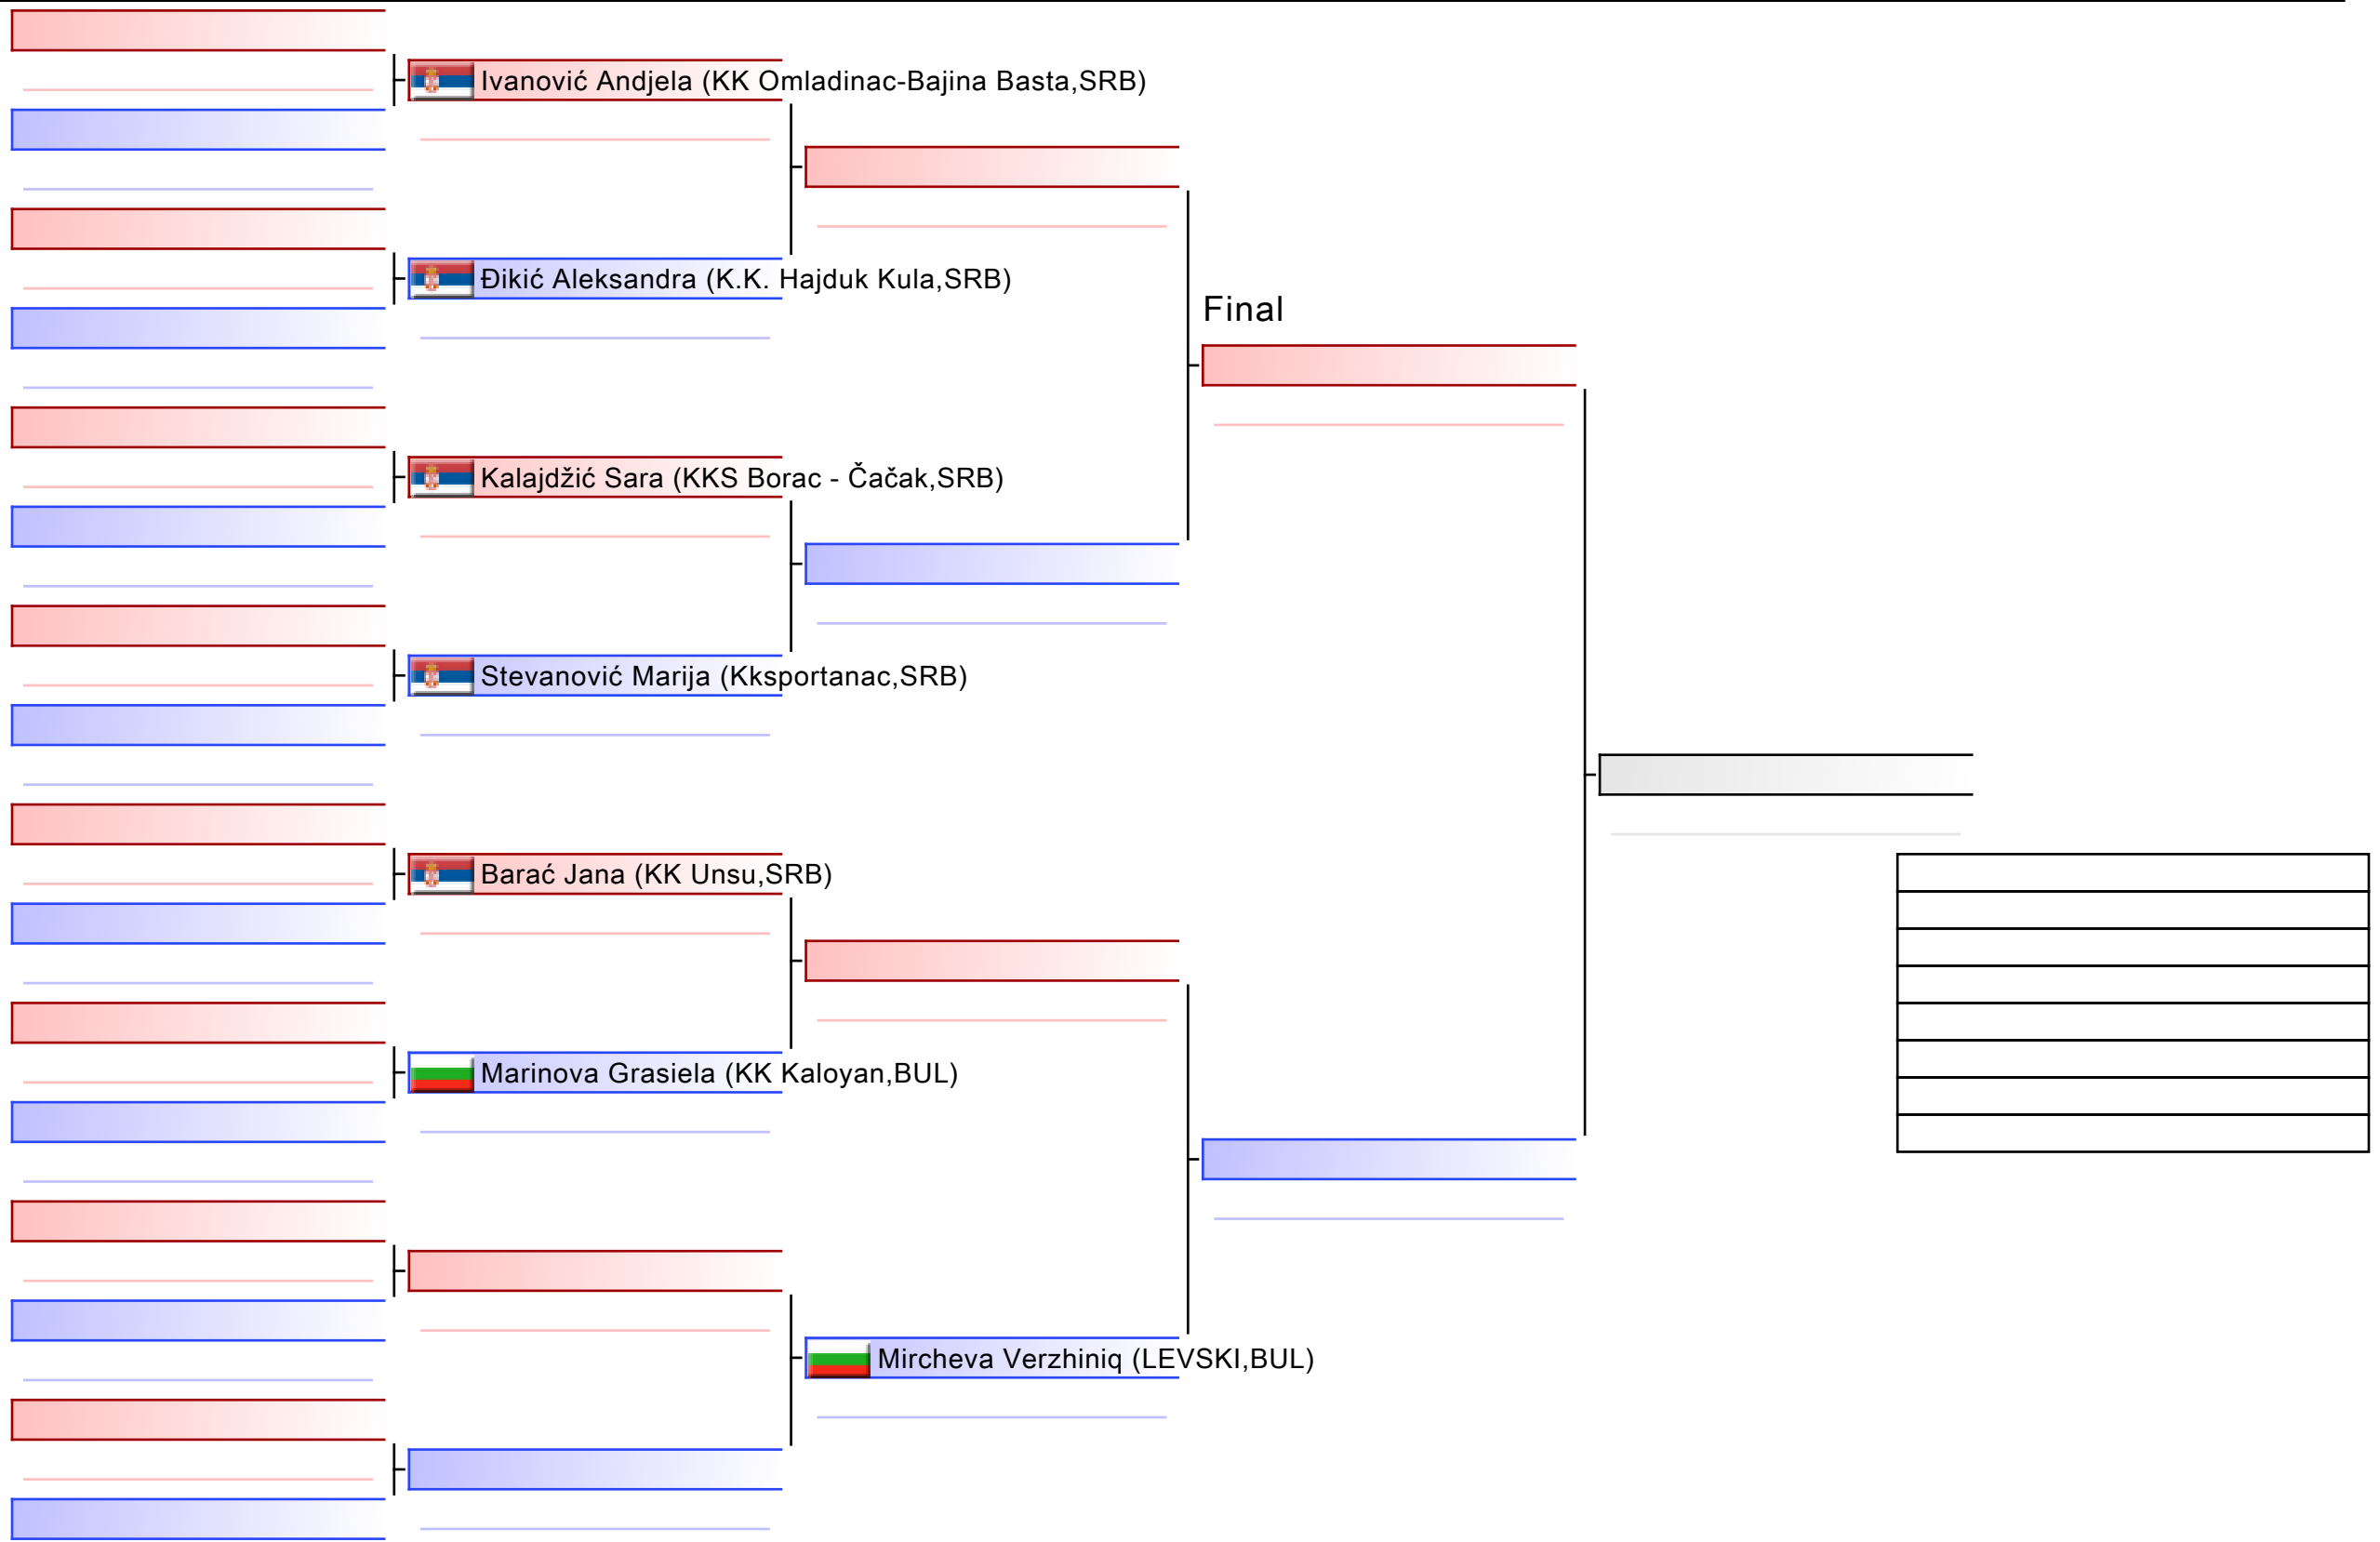 Ivanović Andjela (KK Omladinac-Bajina Basta,SRB)
Đikić Aleksandra (K.K. Hajduk Kula,SRB)
Final
Kalajdžić Sara (KKS Borac - Čačak,SRB)
Stevanović Marija (Kksportanac,SRB)
Barać Jana (KK Unsu,SRB)
Marinova Grasiela (KK Kaloyan,BUL)
Mircheva Verzhiniq (LEVSKI,BUL)